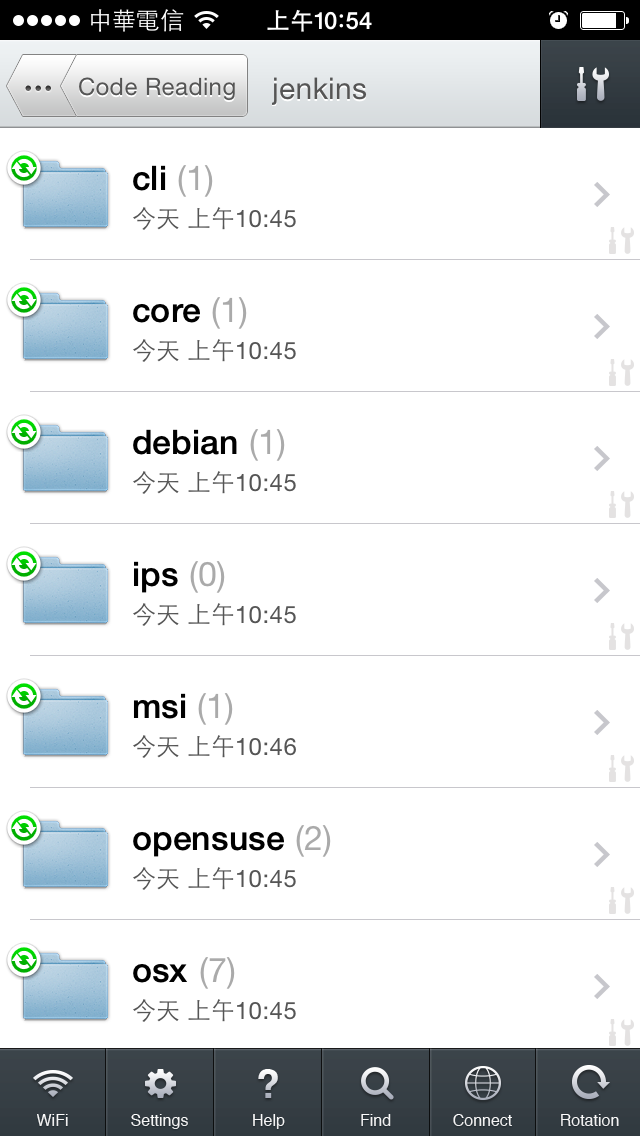 中華電信 上午10:54
••• Code Reading jenkins
cli (1)
今天 上午10:45
core (1)
今天 上午10:45
debian (1)
今天 上午10:45
ips (0)
今天 上午10:45
msi (1)
今天 上午10:46
opensuse (2)
今天 上午10:45
osx (7)
今天 上午10:45
WiFi Settings Help Find Connect Rotation